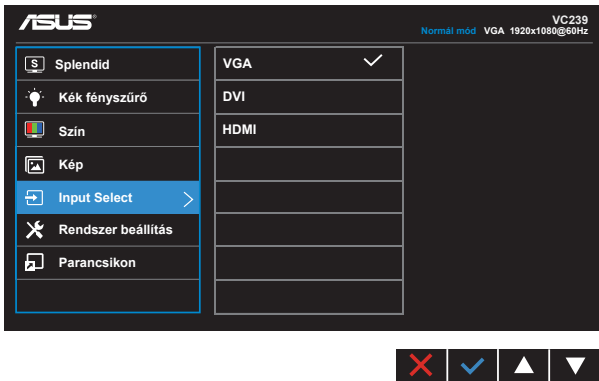 ASUS
VC239
Normál mód VGA 1920x1080@60Hz
S Splendid
Kék fényszűrő
Szín
Kép
Input Select
Rendszer beállítás
Parancsikon
VGA
DVI
HDMI